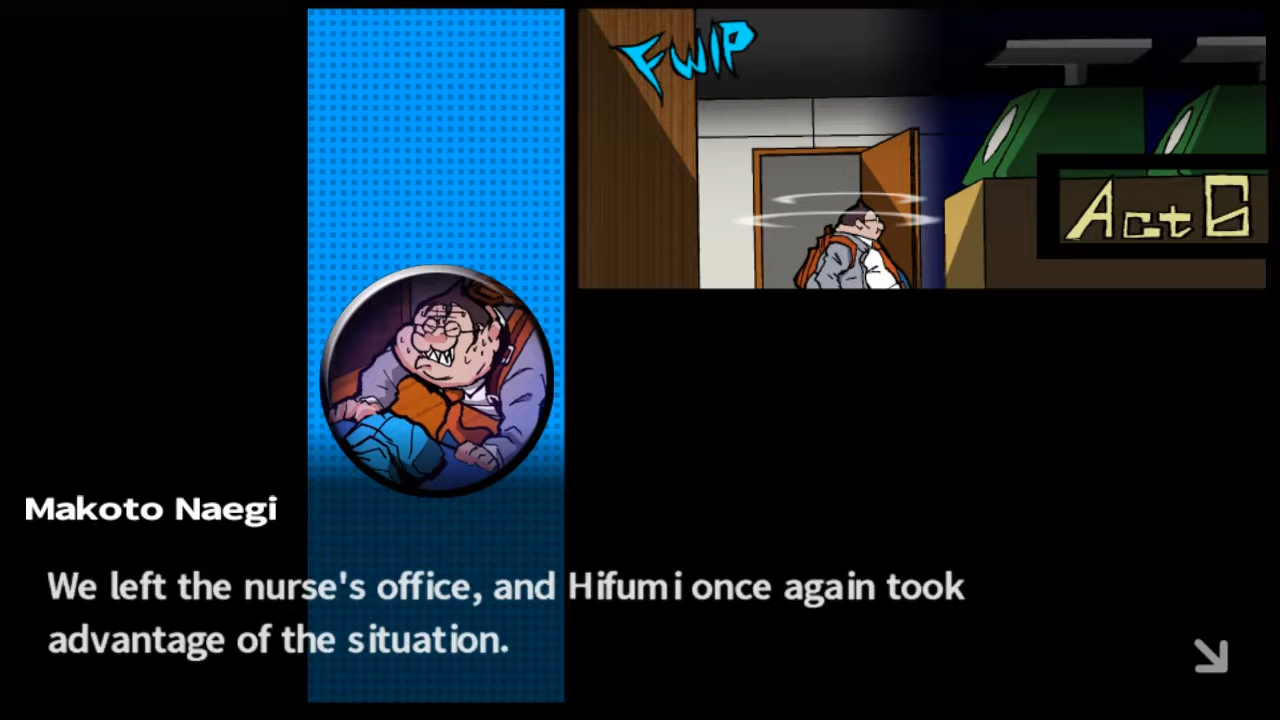 FWIP
Act 6
Makoto Naegi
We left the nurse's office, and Hifumi once again took
advantage of the situation.